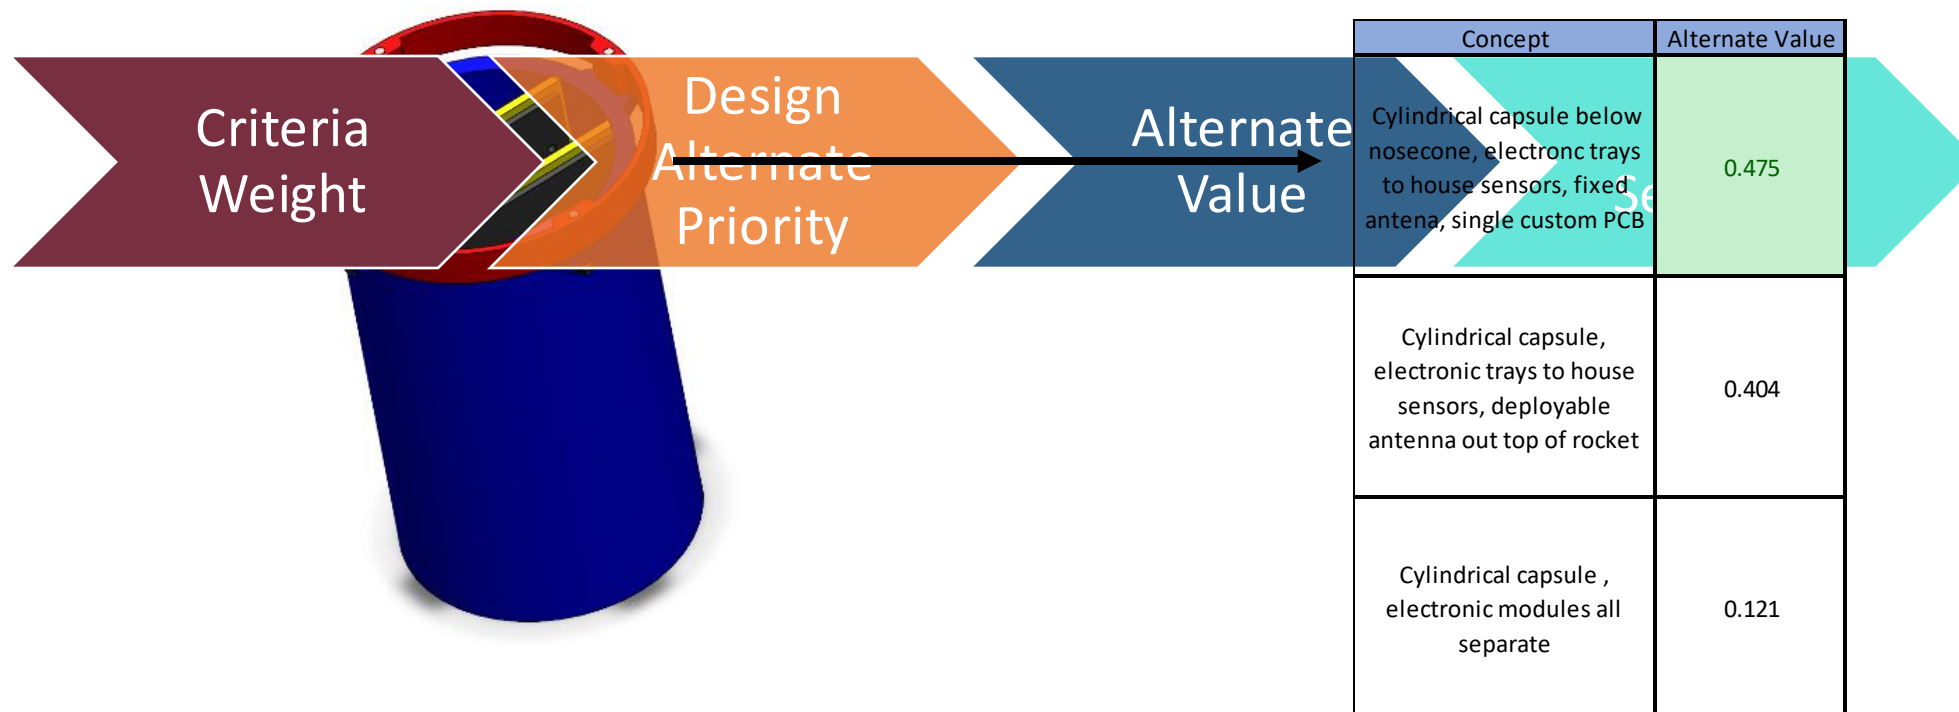 Criteria
Weight
Design
Alternate
Priority
Alternate
Value
Se
Concept
Alternate Value
Cylindrical capsule below
nosecone, electronc trays
to house sensors, fixed
antena, single custom PCB
0.475
Cylindrical capsule,
electronic trays to house
sensors, deployable
antenna out top of rocket
0.404
Cylindrical capsule ,
electronic modules all
separate
0.121